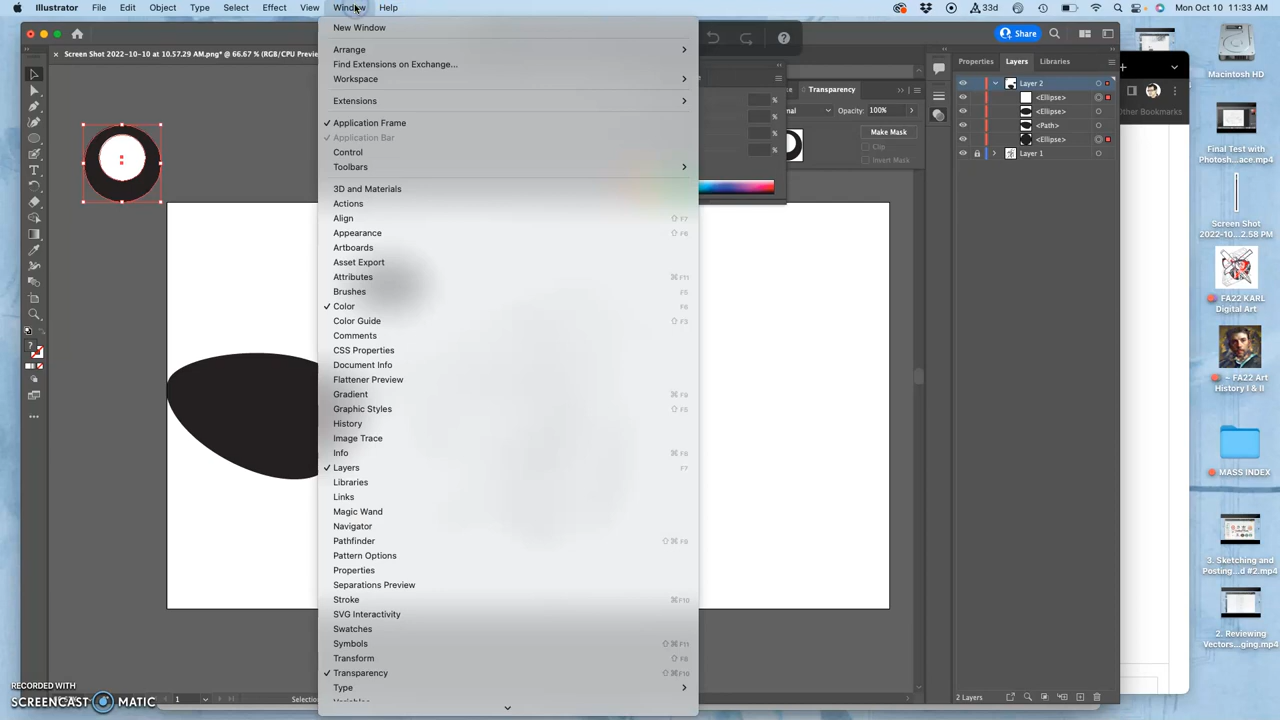 Illustrator File Edit Object Type Select Effect View Window Help
33d Mon Oct 10 11:30 AM
Share
× Screen Shot 2022-10-10 at 10.57.29 AM.png* @ 66.67 % (RGB/CPU Preview
New Window
Arrange
Find Extensions on Exchange...
Workspace
Extensions
✓ Application Frame
Application Bar
Control
Toolbars
3D and Materials
Actions
Align ⇧ F7
Appearance ⇧ F6
Artboards
Asset Export
Attributes ⌘F11
Brushes F5
✓ Color F6
Color Guide ⇧ F3
Comments
CSS Properties
Document Info
Flattener Preview
Gradient ⌘F9
Graphic Styles ⇧ F5
History
Image Trace
Info ⌘F8
✓ Layers F7
Libraries
Links
Magic Wand
Navigator
Pathfinder ⇧⌘F9
Pattern Options
Properties
Separations Preview
Stroke ⌘F10
SVG Interactivity
Swatches
Symbols ⇧⌘F11
Transform ⇧ F8
✓ Transparency ⇧⌘F10
Type
%
%
%
%
Transparency
Opacity: 100%
Make Mask
Clip
Invert Mask
Properties Layers Libraries
Layer 2
<Ellipse>
<Ellipse>
<Path>
<Ellipse>
Layer 1
2 Layers
1
Other Bookmarks
Macintosh HD
Final Test with
Photosh...ace.mp4
Screen Shot
2022-10...2.58 PM
FA22 KARL
Digital Art
~ FA22 Art
History I & II
MASS INDEX
3. Sketching and
Posting...d #2.mp4
2. Reviewing
Vectors...ging.mp4
RECORDED WITH
SCREENCAST MATIC